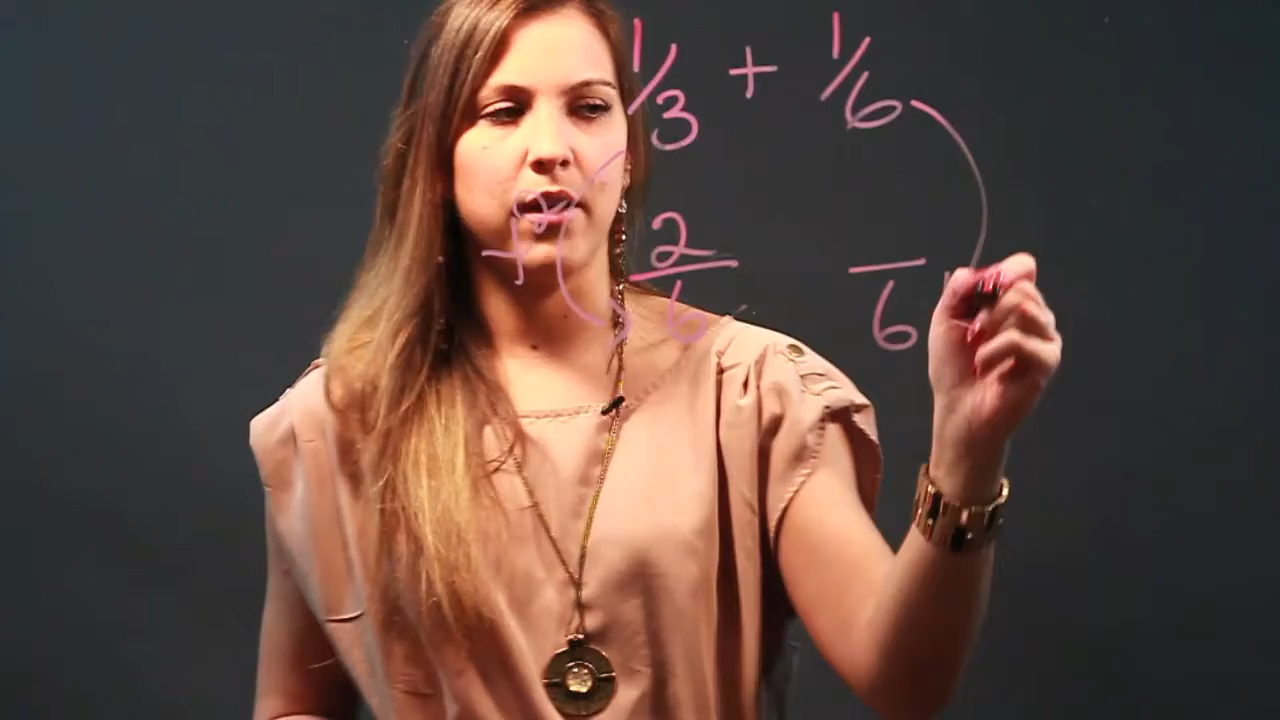 1/3 + 1/6
+ 2/6 /6